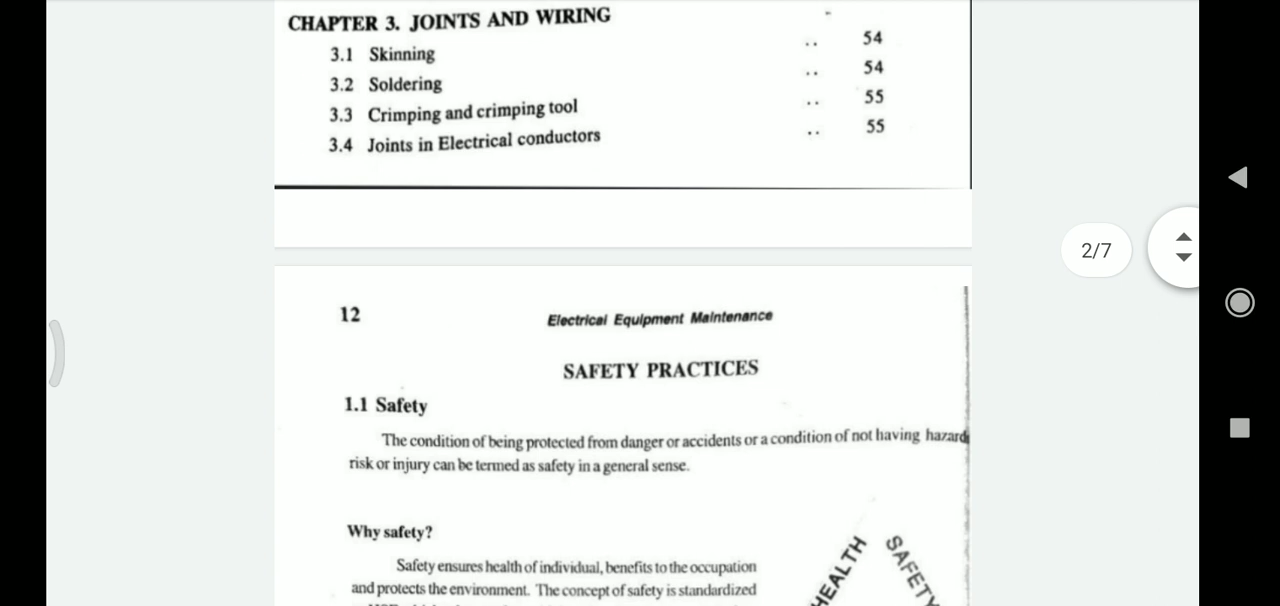 CHAPTER 3. JOINTS AND WIRING
3.1 Skinning .. 54
3.2 Soldering .. 54
3.3 Crimping and crimping tool .. 55
3.4 Joints in Electrical conductors .. 55
2/7
12 Electrical Equipment Maintenance
SAFETY PRACTICES
1.1 Safety
The condition of being protected from danger or accidents or a condition of not having hazard
risk or injury can be termed as safety in a general sense.
Why safety?
Safety ensures health of individual, benefits to the occupation
and protects the environment. The concept of safety is standardized
HEALTH
SAFETY